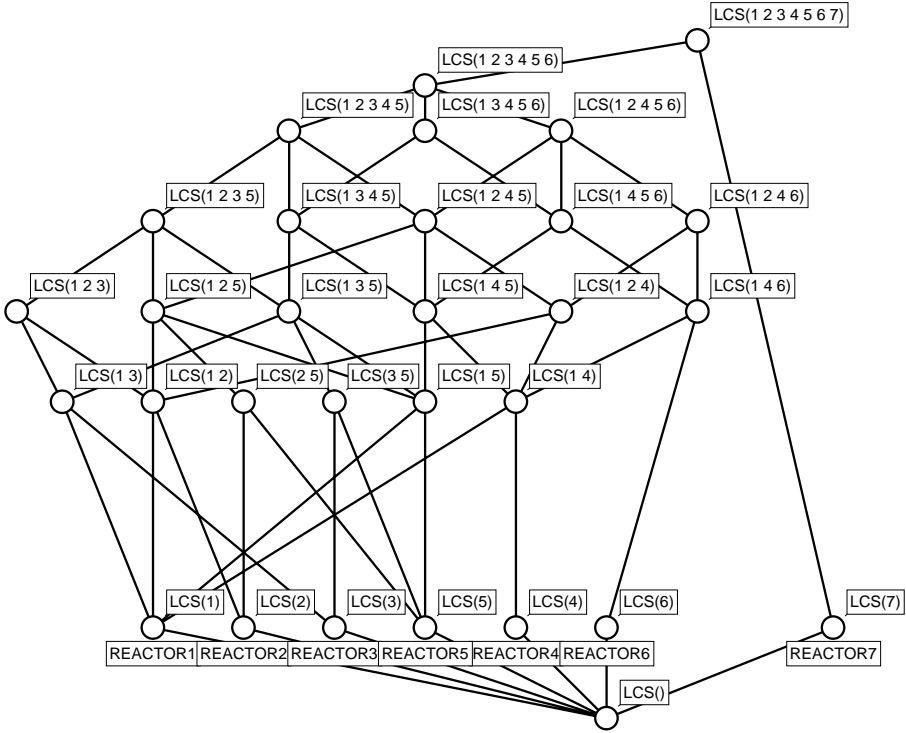 LCS(1 2 3 4 5 6 7)
LCS(1 2 3 4 5 6)
LCS(1 2 3 4 5)
LCS(1 3 4 5 6)
LCS(1 2 4 5 6)
LCS(1 2 3 5)
LCS(1 3 4 5)
LCS(1 2 4 5)
LCS(1 4 5 6)
LCS(1 2 4 6)
LCS(1 2 3)
LCS(1 2 5)
LCS(1 3 5)
LCS(1 4 5)
LCS(1 2 4)
LCS(1 4 6)
LCS(1 3)
LCS(1 2)
LCS(2 5)
LCS(3 5)
LCS(1 5)
LCS(1 4)
LCS(1)
LCS(2)
LCS(3)
LCS(5)
LCS(4)
LCS(6)
LCS(7)
REACTOR1
REACTOR2
REACTOR3
REACTOR5
REACTOR4
REACTOR6
REACTOR7
LCS()